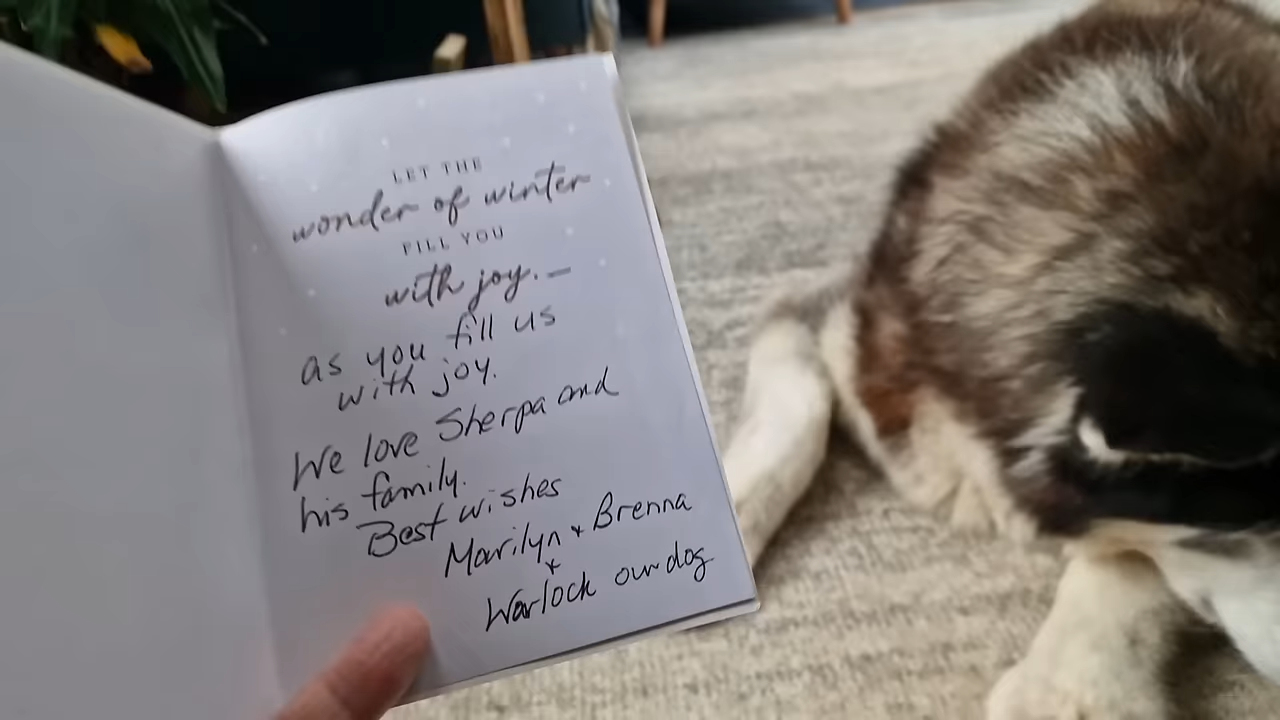 LET THE
wonder of winter
FILL YOU
with joy. —
as you fill us
with joy.
We love Sherpa and
his family.
Best wishes
Marilyn + Brenna
+
Warlock our dog